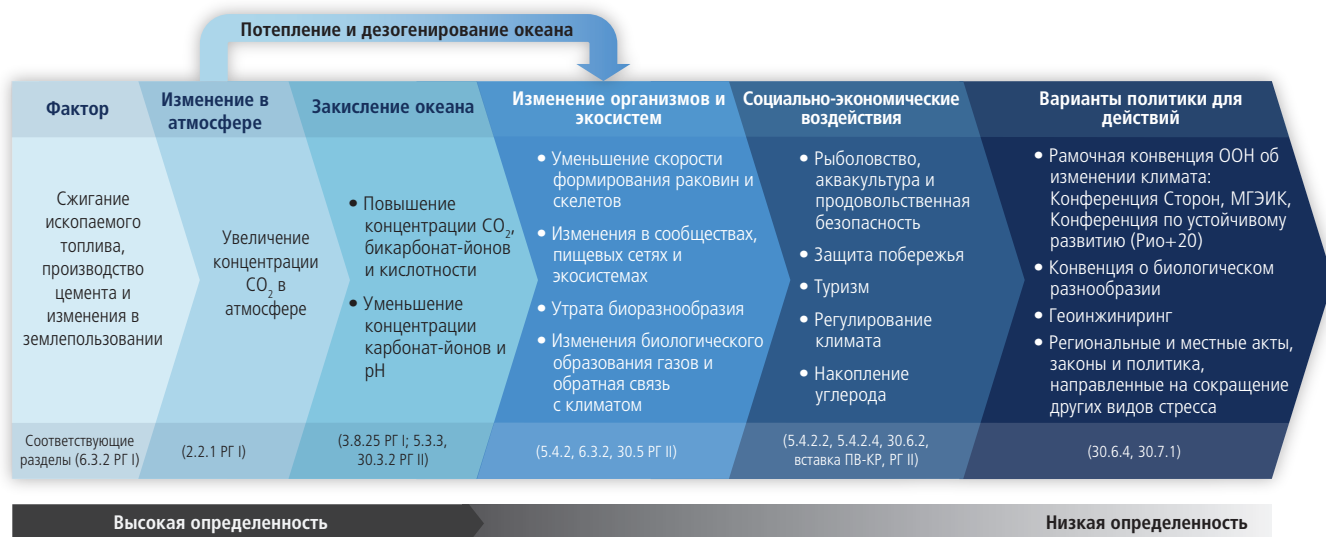 Потепление и дезогенирование океана
Фактор
Сжигание
ископаемого
топлива,
производство
цемента и
изменения в
землепользовании
Соответствующие
разделы (6.3.2 РГ I)
Изменение в
атмосфере
Увеличение
концентрации
CO2 в
атмосфере
(2.2.1 РГ I)
Закисление океана
• Повышение
концентрации CO2,
бикарбонат-йонов
и кислотности
• Уменьшение
концентрации
карбонат-йонов и
pH
(3.8.25 РГ I; 5.3.3,
30.3.2 РГ II)
Изменение организмов и
экосистем
• Уменьшение скорости
формирования раковин и
скелетов
• Изменения в сообществах,
пищевых сетях и
экосистемах
• Утрата биоразнообразия
• Изменения биологического
образования газов и
обратная связь
с климатом
(5.4.2, 6.3.2, 30.5 РГ II)
Социально-экономические
воздействия
• Рыболовство,
аквакультура и
продовольственная
безопасность
• Защита побережья
• Туризм
• Регулирование
климата
• Накопление
углерода
(5.4.2.2, 5.4.2.4, 30.6.2,
вставка ПВ-КР, РГ II)
Варианты политики для
действий
• Рамочная конвенция ООН об
изменении климата:
Конференция Сторон, МГЭИК,
Конференция по устойчивому
развитию (Рио+20)
• Конвенция о биологическом
разнообразии
• Геоинжиниринг
• Региональные и местные акты,
законы и политика,
направленные на сокращение
других видов стресса
(30.6.4, 30.7.1)
Высокая определенность
Низкая определенность